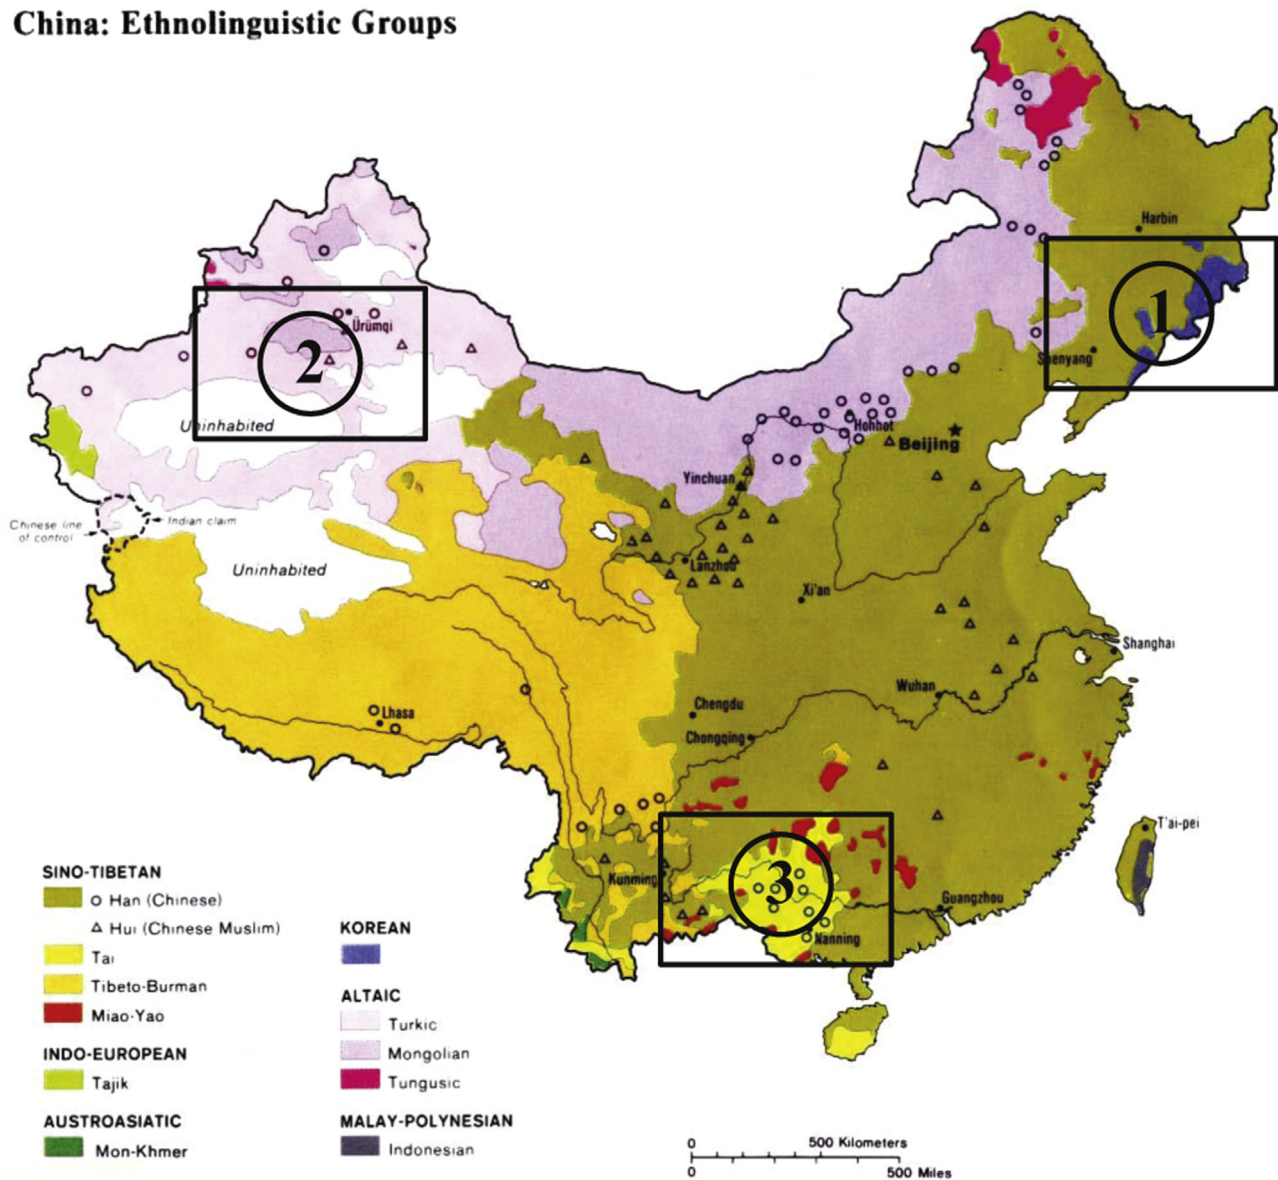 China: Ethnolinguistic Groups
Harbin
1
Shenyang
Ürümqi
2
Uninhabited
Hohhot
Beijing
Yinchuan
Chinese line
of control
Indian claim
Uninhabited
Lanzhou
Xi'an
Shanghai
Wuhan
Chengdu
Lhasa
Chongqing
T'ai-pei
3
Kunming
Guangzhou
Nanning
SINO-TIBETAN
Han (Chinese)
Hui (Chinese Muslim)
Tai
Tibeto-Burman
Miao-Yao
INDO-EUROPEAN
Tajik
AUSTROASIATIC
Mon-Khmer
KOREAN
ALTAIC
Turkic
Mongolian
Tungusic
MALAY-POLYNESIAN
Indonesian
0 500 Kilometers
0 500 Miles